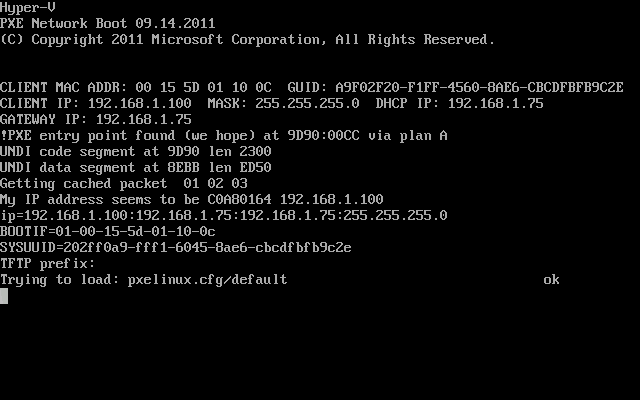 Hyper-V
PXE Network Boot 09.14.2011
(C) Copyright 2011 Microsoft Corporation, All Rights Reserved.
CLIENT MAC ADDR: 00 15 5D 01 10 0C  GUID: A9F02F20-F1FF-4560-8AE6-CBCDFBFB9C2E
CLIENT IP: 192.168.1.100  MASK: 255.255.255.0  DHCP IP: 192.168.1.75
GATEWAY IP: 192.168.1.75
!PXE entry point found (we hope) at 9D90:00CC via plan A
UNDI code segment at 9D90 len 2300
UNDI data segment at 8EBB len ED50
Getting cached packet  01 02 03
My IP address seems to be C0A80164 192.168.1.100
ip=192.168.1.100:192.168.1.75:192.168.1.75:255.255.255.0
BOOTIF=01-00-15-5d-01-10-0c
SYSUUID=202ff0a9-fff1-6045-8ae6-cbcdfbfb9c2e
TFTP prefix:
Trying to load: pxelinux.cfg/default                                ok